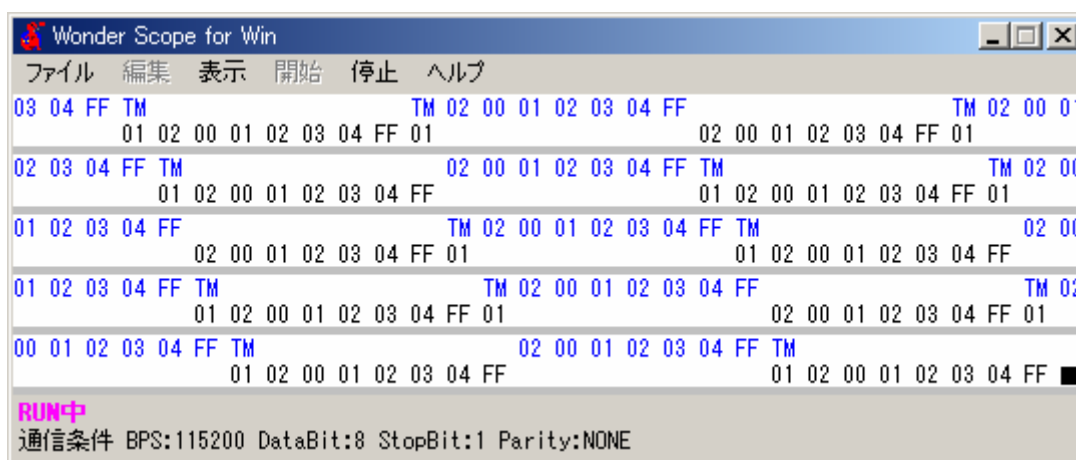 Wonder Scope for Win
ファイル 編集 表示 開始 停止 ヘルプ
03 04 FF TM TM 02 00 01 02 03 04 FF TM 02 00 01
01 02 00 01 02 03 04 FF 01 02 00 01 02 03 04 FF 01
02 03 04 FF TM 02 00 01 02 03 04 FF TM TM 02 00
01 02 00 01 02 03 04 FF 01 02 00 01 02 03 04 FF 01
01 02 03 04 FF TM 02 00 01 02 03 04 FF TM 02 00
02 00 01 02 03 04 FF 01 01 02 00 01 02 03 04 FF
01 02 03 04 FF TM TM 02 00 01 02 03 04 FF TM 02
01 02 00 01 02 03 04 FF 01 02 00 01 02 03 04 FF 01
00 01 02 03 04 FF TM 02 00 01 02 03 04 FF TM
01 02 00 01 02 03 04 FF 01 02 00 01 02 03 04 FF
RUN中
通信条件 BPS:115200 DataBit:8 StopBit:1 Parity:NONE